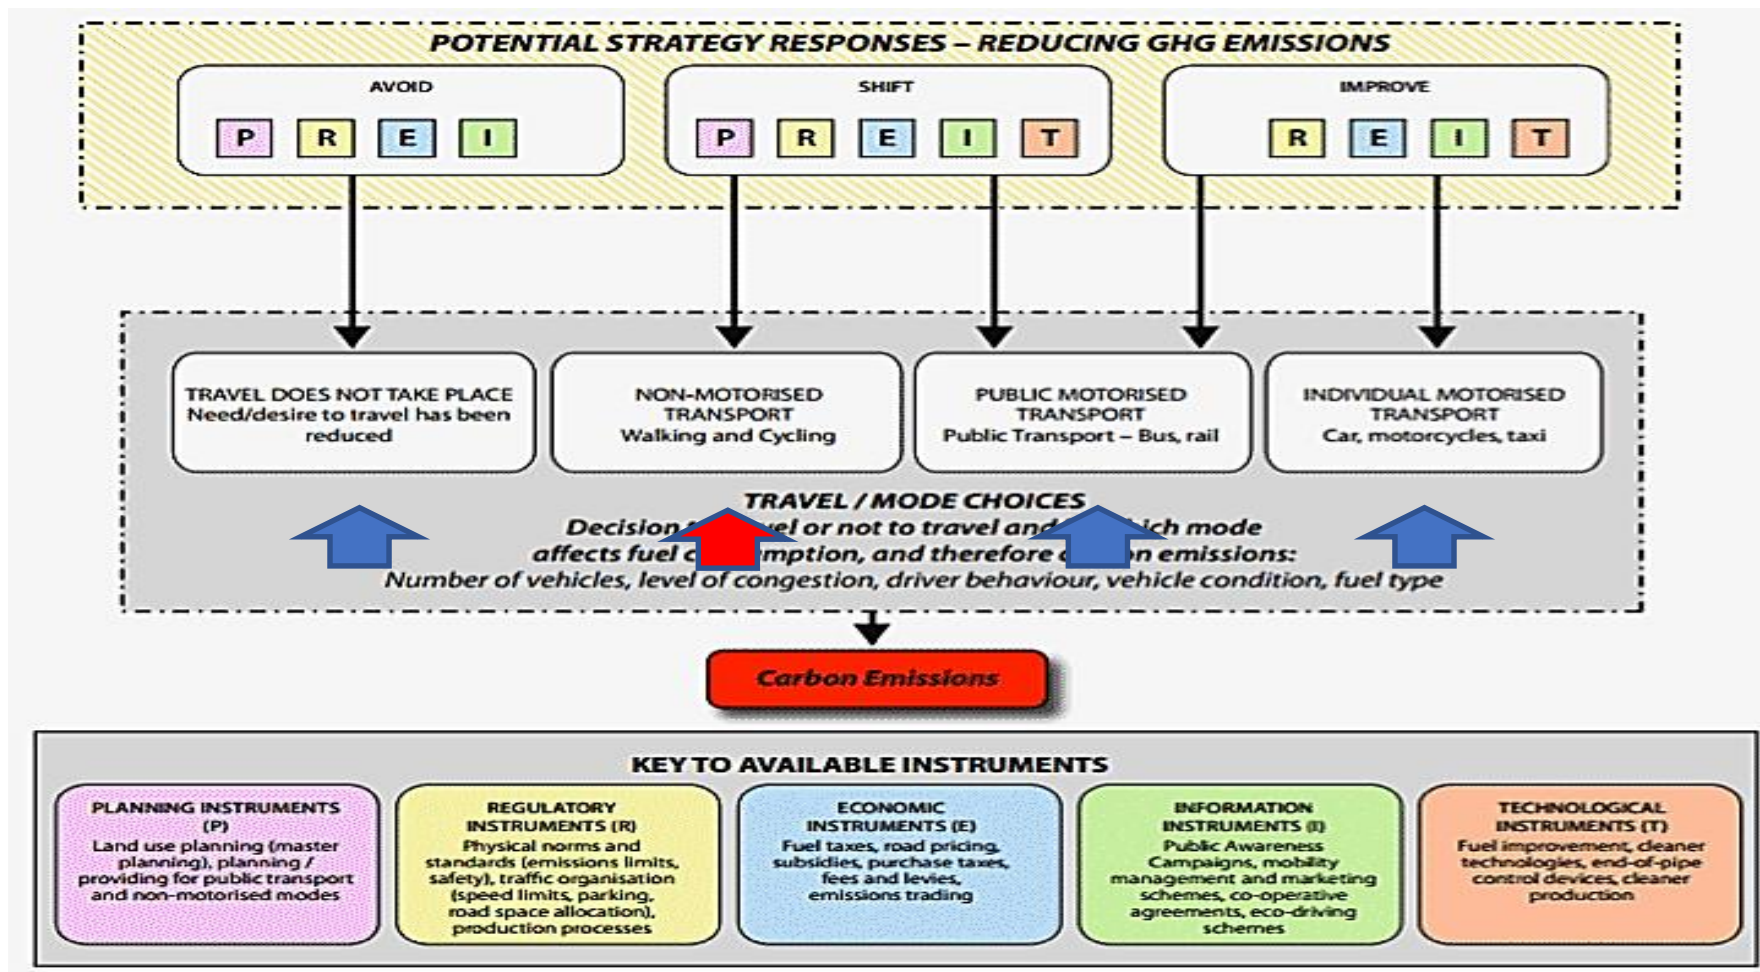 POTENTIAL STRATEGY RESPONSES – REDUCING GHG EMISSIONS
AVOID
P R E I
SHIFT
P R E I T
IMPROVE
R E I T
TRAVEL DOES NOT TAKE PLACE
Need/desire to travel has been
reduced
NON-MOTORISED
TRANSPORT
Walking and Cycling
PUBLIC MOTORISED
TRANSPORT
Public Transport – Bus, rail
INDIVIDUAL MOTORISED
TRANSPORT
Car, motorcycles, taxi
TRAVEL / MODE CHOICES
Decision or not to travel and mode
affects fuel and therefore emissions:
Number of vehicles, level of congestion, driver behaviour, vehicle condition, fuel type
Carbon Emissions
KEY TO AVAILABLE INSTRUMENTS
PLANNING INSTRUMENTS
(P)
Land use planning (master
planning), planning /
providing for public transport
and non-motorised modes
REGULATORY
INSTRUMENTS (R)
Physical norms and
standards (emissions limits,
safety), traffic organisation
(speed limits, parking,
road space allocation),
production processes
ECONOMIC
INSTRUMENTS (E)
Fuel taxes, road pricing,
subsidies, purchase taxes,
fees and levies,
emissions trading
INFORMATION
INSTRUMENTS (I)
Public Awareness
Campaigns, mobility
management and marketing
schemes, co-operative
agreements, eco-driving
schemes
TECHNOLOGICAL
INSTRUMENTS (T)
Fuel improvement, cleaner
technologies, end-of-pipe
control devices, cleaner
production